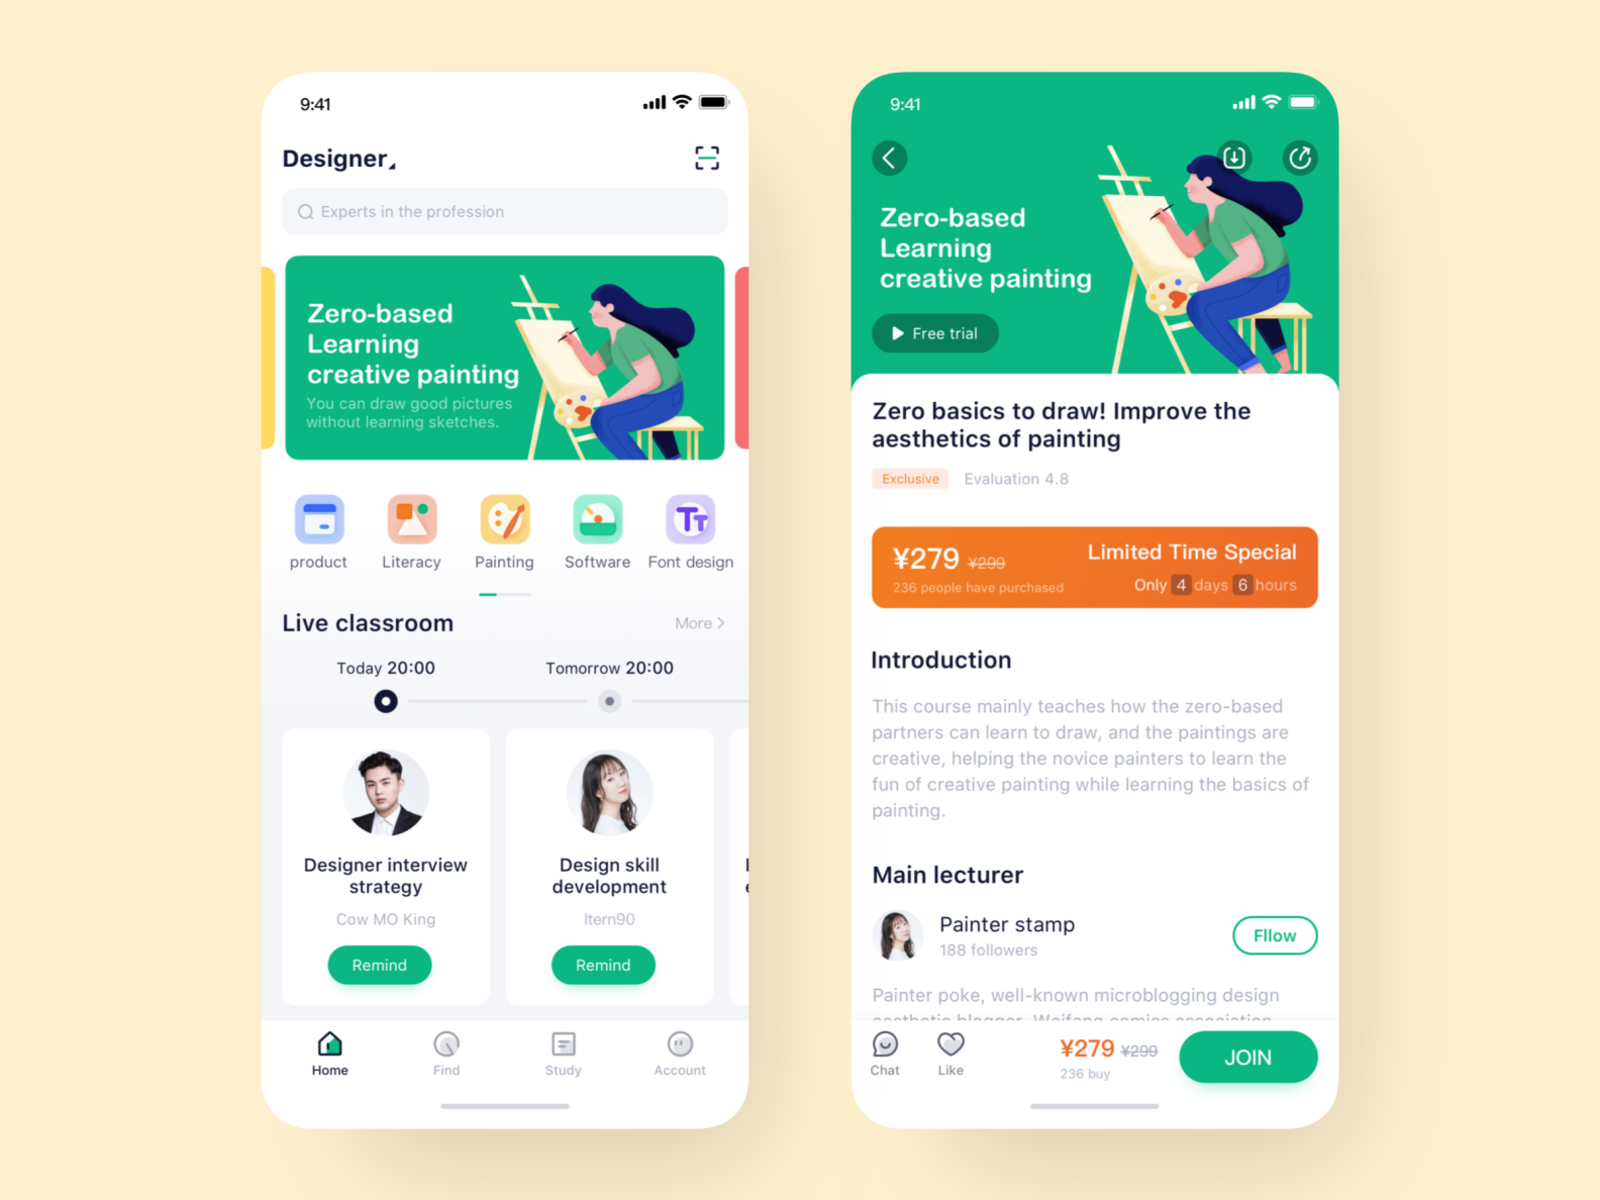 9:41
Designer
Experts in the profession
Zero-based
Learning
creative painting
You can draw good pictures
without learning sketches.
product
Literacy
Painting
Software
Font design
Live classroom
More
Today 20:00
Tomorrow 20:00
Designer interview
strategy
Cow MO King
Remind
Design skill
development
Itern90
Remind
Home
Find
Study
Account
9:41
Zero-based
Learning
creative painting
Free trial
Zero basics to draw! Improve the
aesthetics of painting
Exclusive
Evaluation 4.8
¥279 ¥299
236 people have purchased
Limited Time Special
Only 4 days 6 hours
Introduction
This course mainly teaches how the zero-based
partners can learn to draw, and the paintings are
creative, helping the novice painters to learn the
fun of creative painting while learning the basics of
painting.
Main lecturer
Painter stamp
188 followers
Fllow
Painter poke, well-known microblogging design
aesthetic blogger, Weifang comics association
Chat
Like
¥279 ¥299
236 buy
JOIN